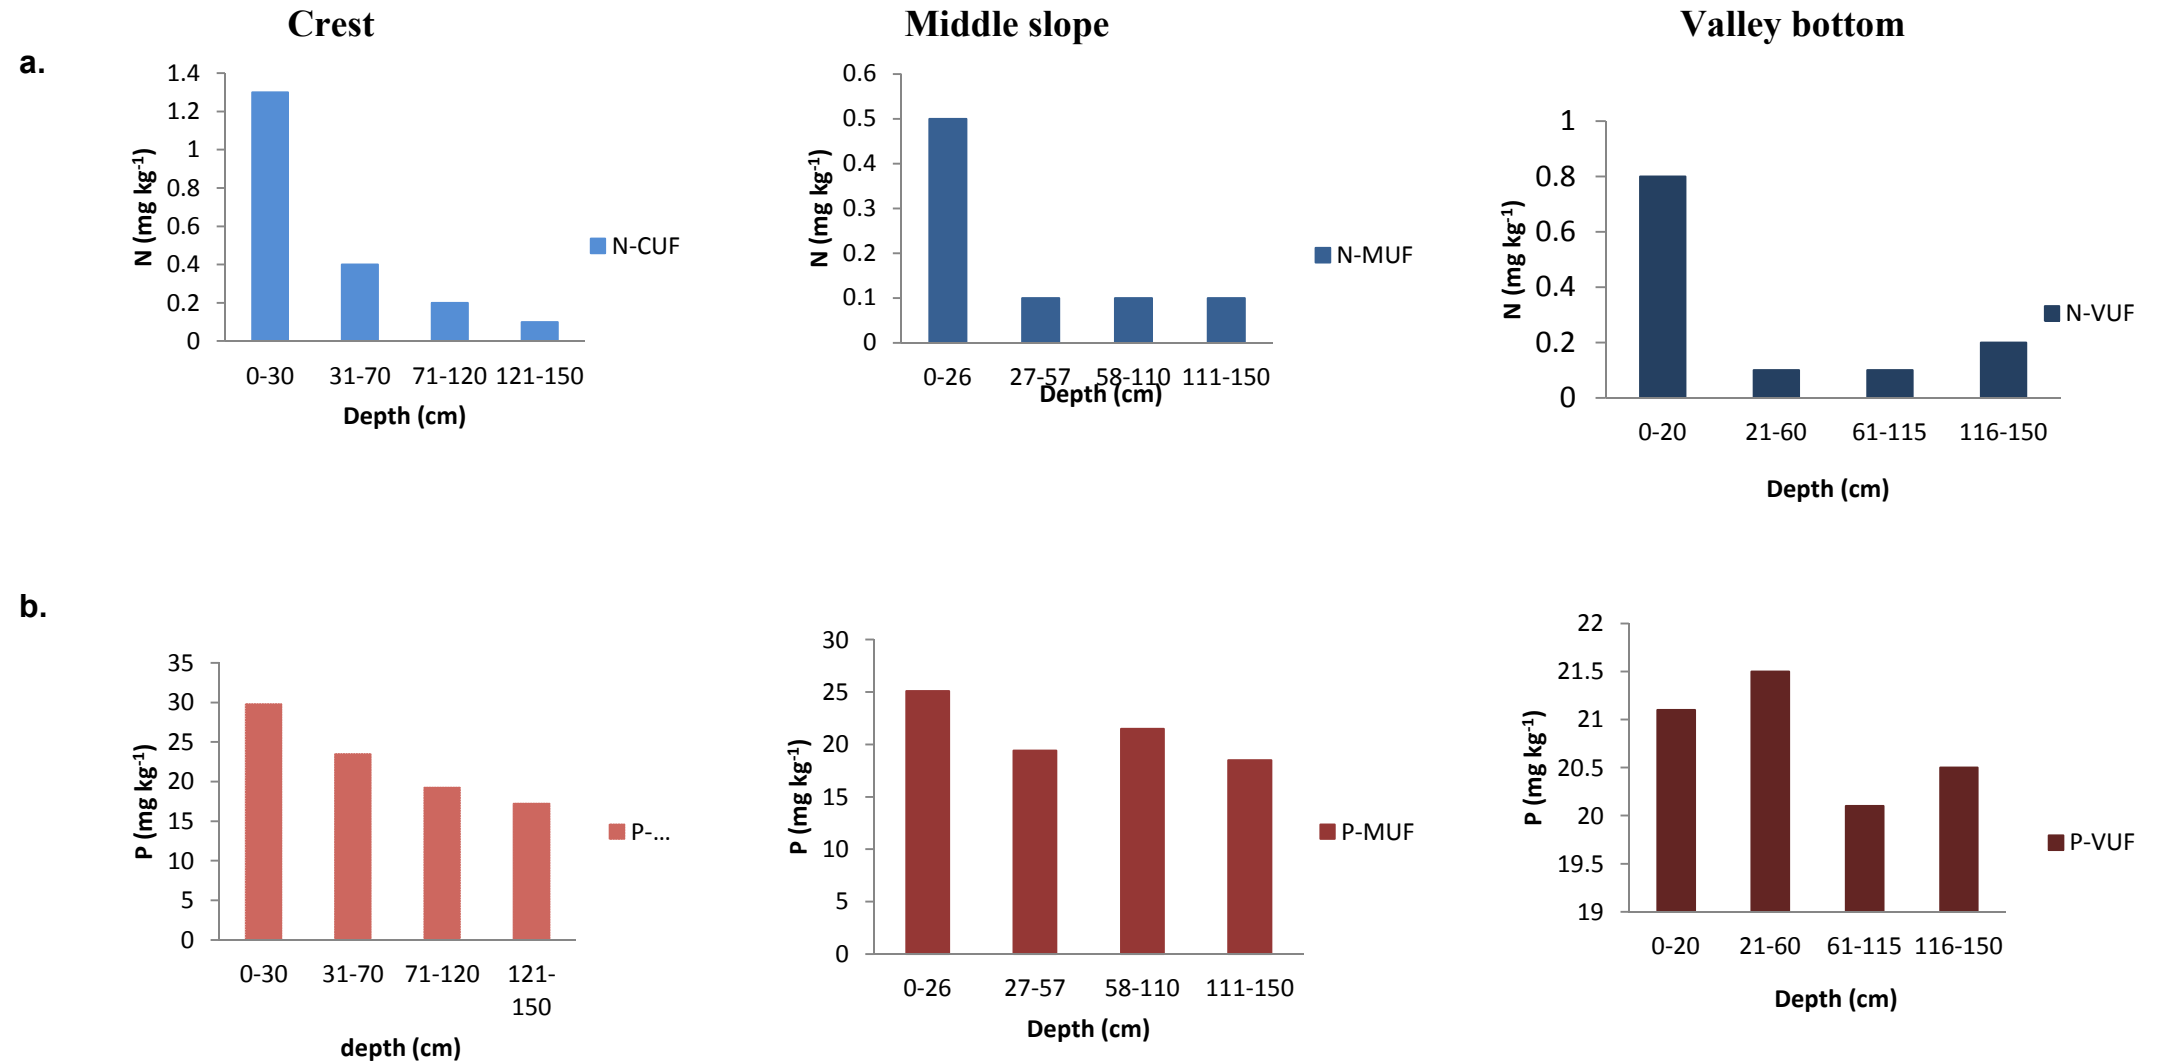 Crest
Middle slope
Valley bottom
a.
1.4
1.2
1
0.8
0.6
0.4
0.2
0
N (mg kg-1)
0-30 31-70 71-120 121-150
Depth (cm)
N-CUF
0.6
0.5
0.4
0.3
0.2
0.1
0
N (mg kg-1)
0-26 27-57 58-110 111-150
Depth (cm)
N-MUF
1
0.8
0.6
0.4
0.2
0
N (mg kg-1)
0-20 21-60 61-115 116-150
Depth (cm)
N-VUF
b.
35
30
25
20
15
10
5
0
P (mg kg-1)
0-30 31-70 71-120 121-
150
depth (cm)
P-...
30
25
20
15
10
5
0
P (mg kg-1)
0-26 27-57 58-110 111-150
Depth (cm)
P-MUF
22
21.5
21
20.5
20
19.5
19
P (mg kg-1)
0-20 21-60 61-115 116-150
Depth (cm)
P-VUF